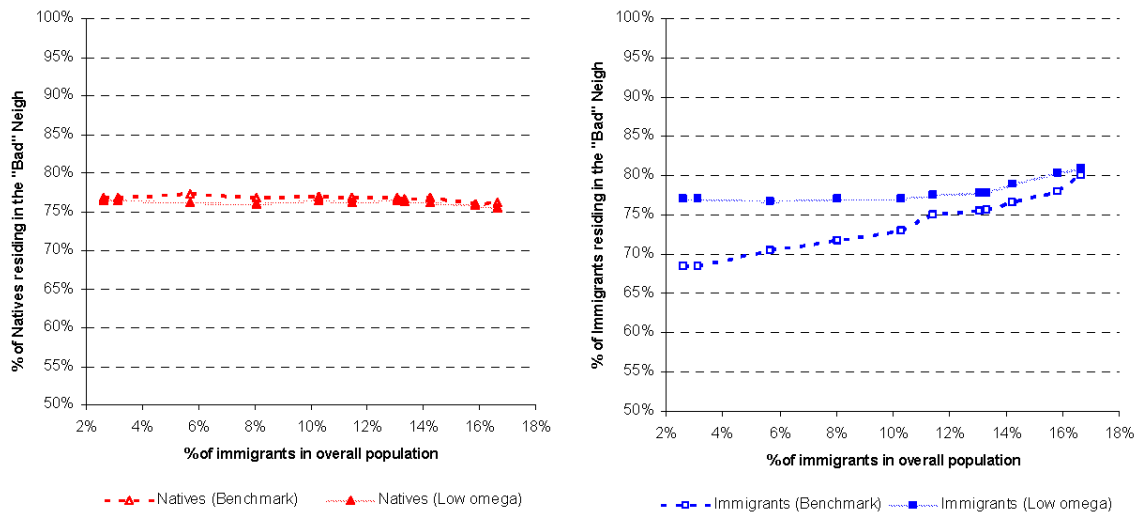 100%
95%
90%
85%
80%
75%
70%
65%
60%
55%
50%
% of Natives residing in the "Bad" Neigh
2% 4% 6% 8% 10% 12% 14% 16% 18%
% of immigrants in overall population
Natives (Benchmark) Natives (Low omega)
100%
95%
90%
85%
80%
75%
70%
65%
60%
55%
50%
% of Immigrants residing in the "Bad" Neigh
2% 4% 6% 8% 10% 12% 14% 16% 18%
% of immigrants in overall population
Immigrants (Benchmark) Immigrants (Low omega)